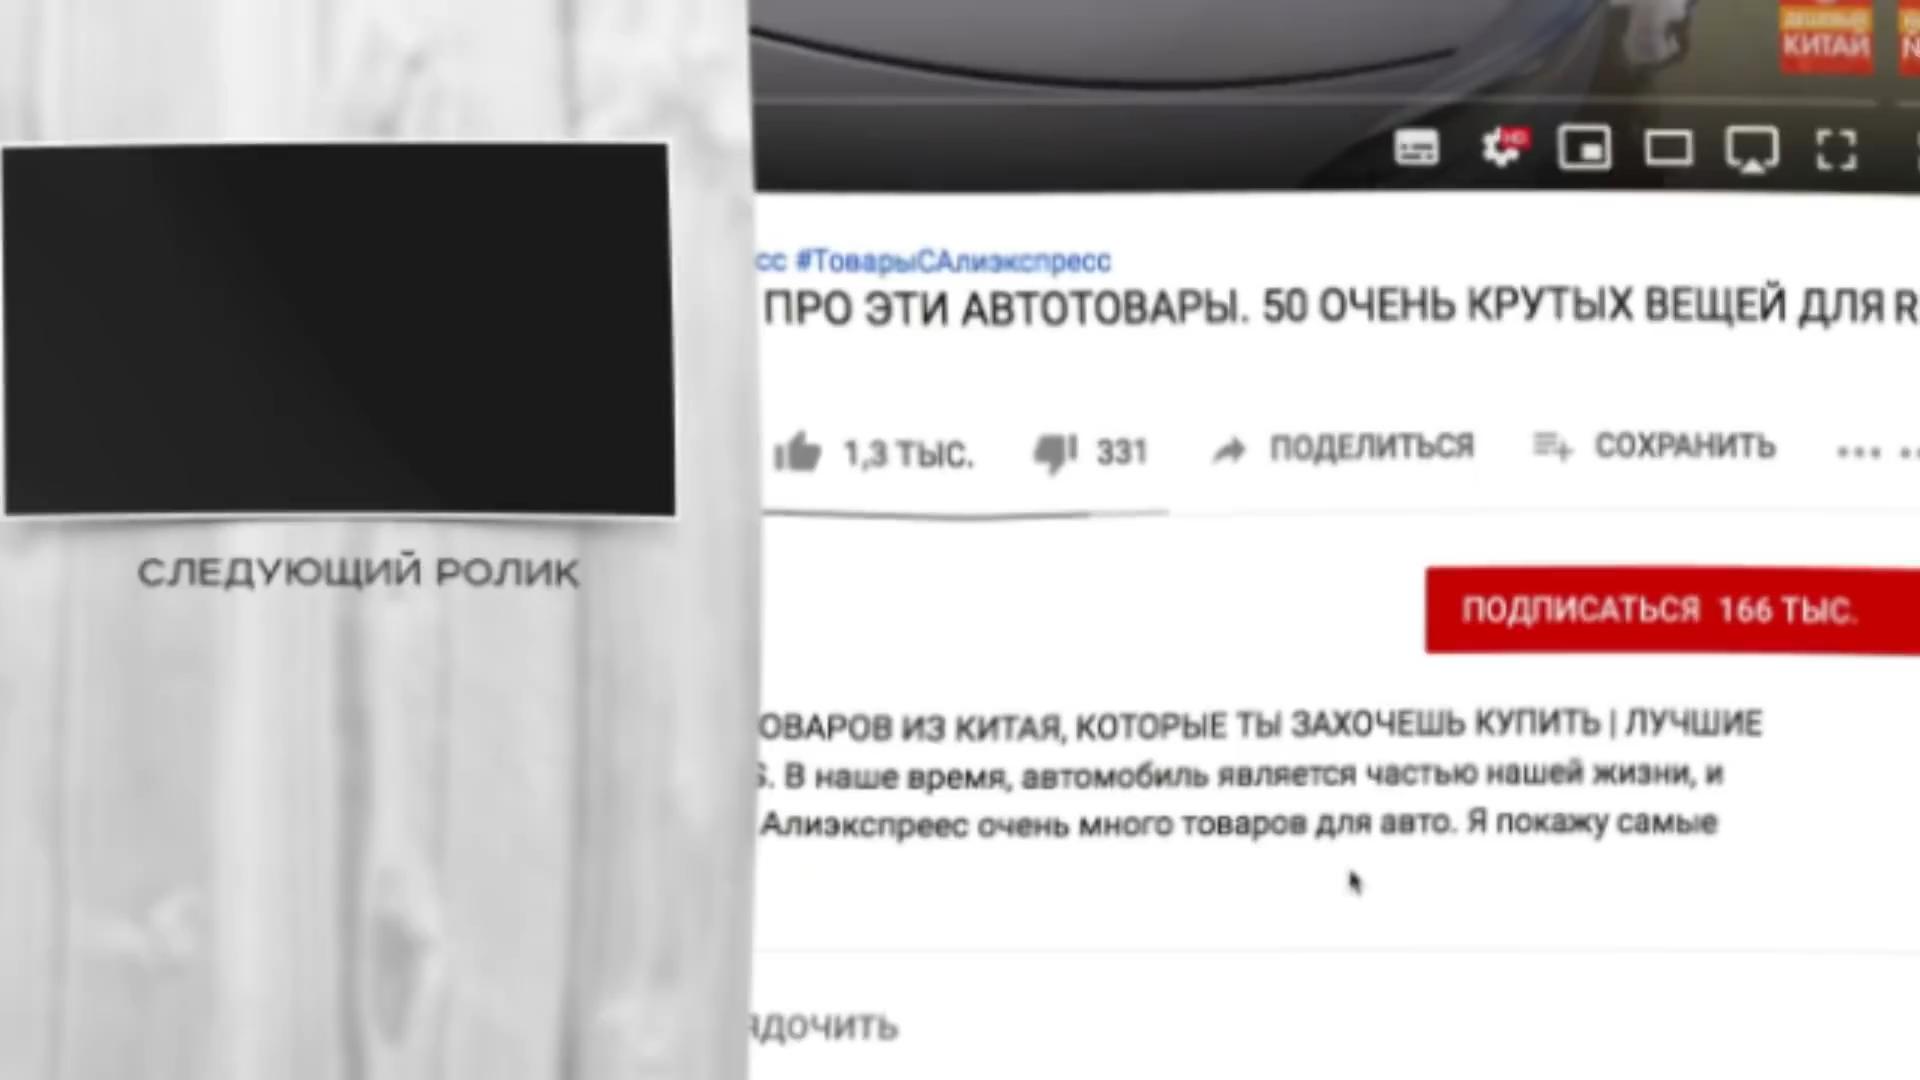 КИТАЙ
HD
сс #ТоварыСАлиэкспресс
ПРО ЭТИ АВТОТОВАРЫ. 50 ОЧЕНЬ КРУТЫХ ВЕЩЕЙ ДЛЯ
1,3 ТЫС. 331 ПОДЕЛИТЬСЯ СОХРАНИТЬ
СЛЕДУЮЩИЙ РОЛИК
ПОДПИСАТЬСЯ 166 ТЫС.
ОВАРОВ ИЗ КИТАЯ, КОТОРЫЕ ТЫ ЗАХОЧЕШЬ КУПИТЬ | ЛУЧШИЕ
S. В наше время, автомобиль является частью нашей жизни, и
Алиэкспреес очень много товаров для авто. Я покажу самые
ЯДОЧИТЬ